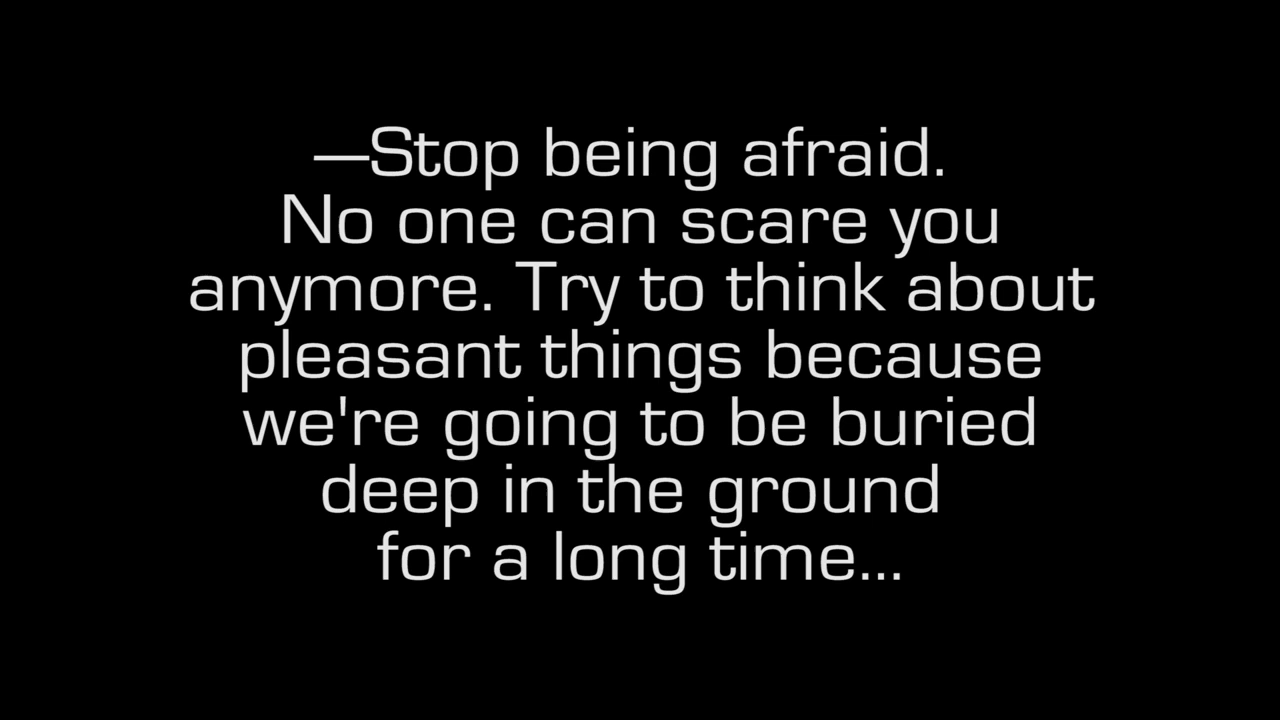 —Stop being afraid.
No one can scare you
anymore. Try to think about
pleasant things because
we're going to be buried
deep in the ground
for a long time...